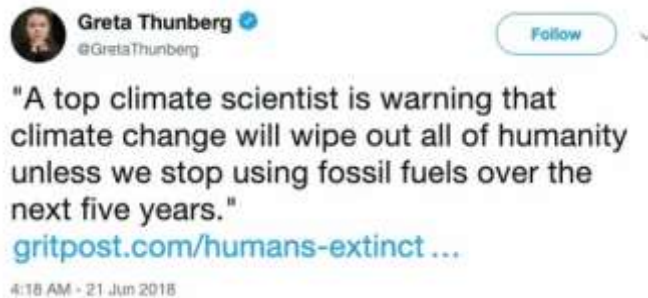 Greta Thunberg
@GretaThunberg
Follow
"A top climate scientist is warning that
climate change will wipe out all of humanity
unless we stop using fossil fuels over the
next five years."
gritpost.com/humans-extinct ...
4:18 AM - 21 Jun 2018